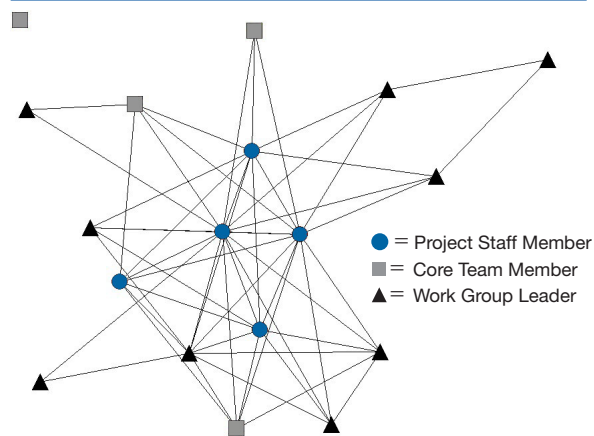 = Project Staff Member
= Core Team Member
= Work Group Leader